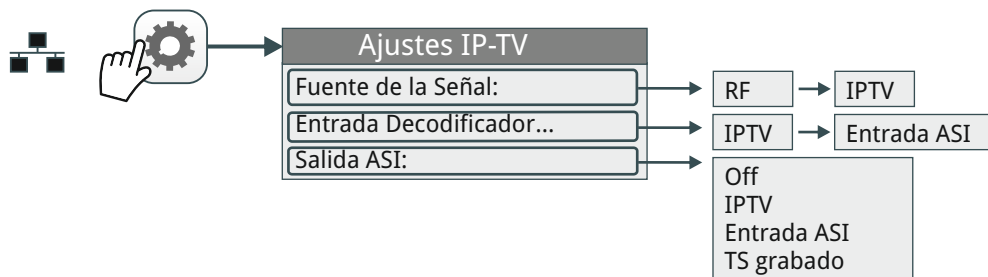 Ajustes IP-TV
Fuente de la Señal:
RF
IPTV
Entrada Decodificador...
IPTV
Entrada ASI
Salida ASI:
Off
IPTV
Entrada ASI
TS grabado